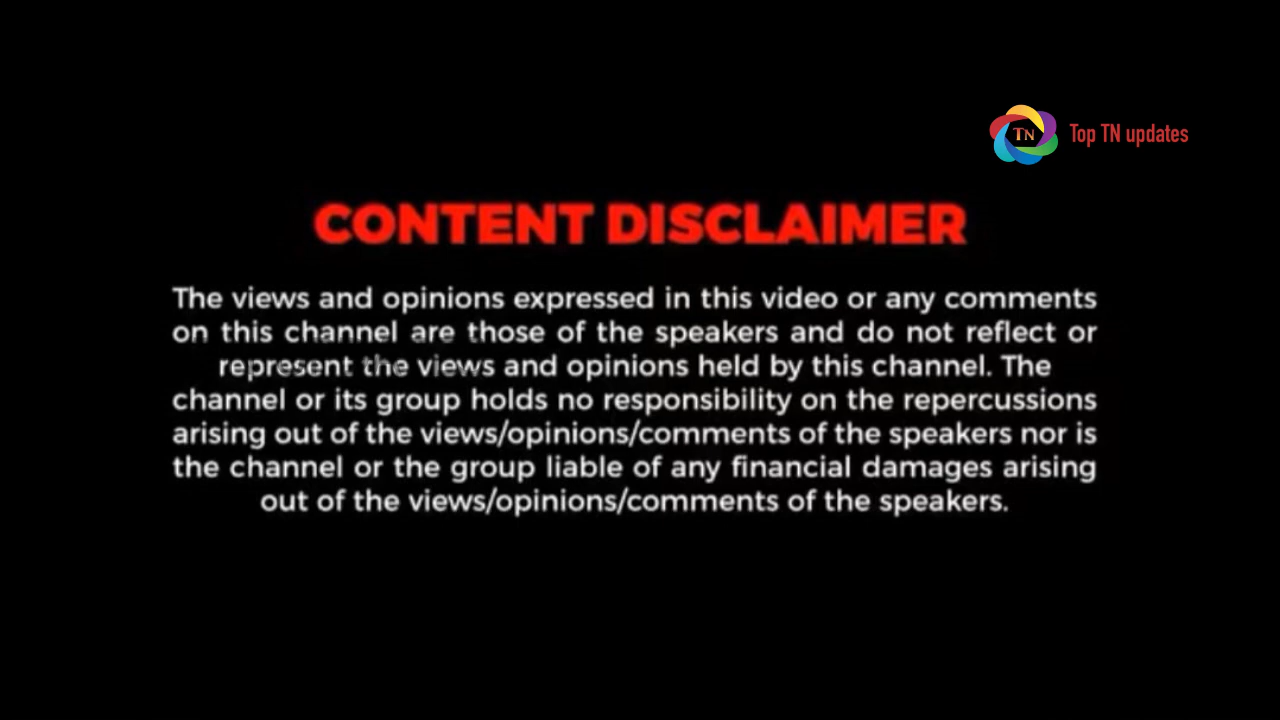 TN Top TN updates
CONTENT DISCLAIMER
The views and opinions expressed in this video or any comments
on this channel are those of the speakers and do not reflect or
represent the views and opinions held by this channel. The
channel or its group holds no responsibility on the repercussions
arising out of the views/opinions/comments of the speakers nor is
the channel or the group liable of any financial damages arising
out of the views/opinions/comments of the speakers.